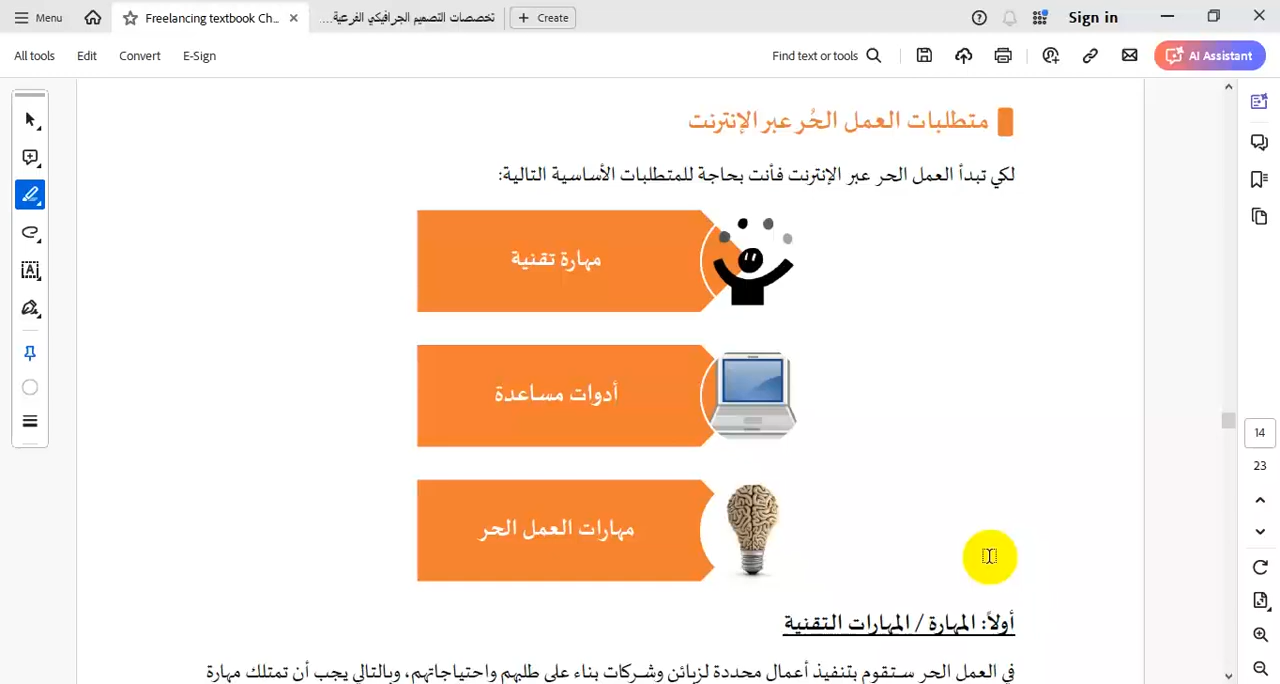 Menu
Freelancing textbook Ch...
تخصصات التصميم الجرافيكي الفرعية....
Create
Sign in
All tools
Edit
Convert
E-Sign
Find text or tools
AI Assistant
متطلبات العمل الحُر عبر الإنترنت
لكي تبدأ العمل الحر عبر الإنترنت فأنت بحاجة للمتطلبات الأساسية التالية:
مهارة تقنية
أدوات مساعدة
مهارات العمل الحر
أولاً: المهارة / المهارات التقنية
في العمل الحر ستقوم بتنفيذ أعمال محددة لزبائن وشركات بناء على طلبهم واحتياجاتهم، وبالتالي يجب أن تمتلك مهارة
14
23